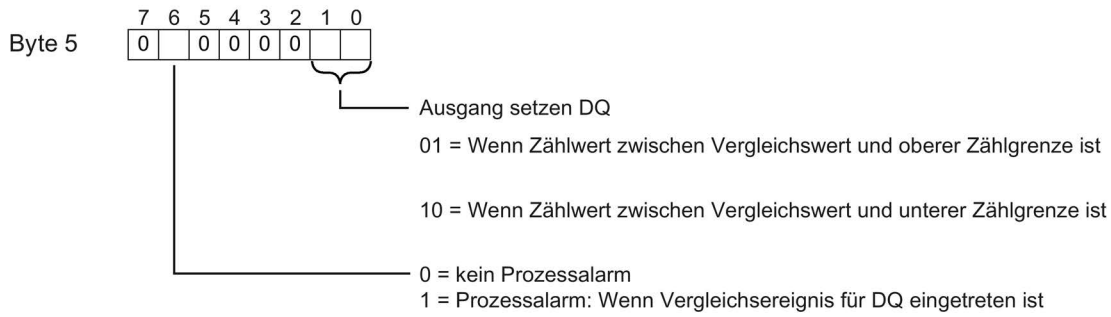 7 6 5 4 3 2 1 0
Byte 5 0 0 0 0 0
Ausgang setzen DQ
01 = Wenn Zählwert zwischen Vergleichswert und oberer Zählgrenze ist
10 = Wenn Zählwert zwischen Vergleichswert und unterer Zählgrenze ist
0 = kein Prozessalarm
1 = Prozessalarm: Wenn Vergleichsereignis für DQ eingetreten ist